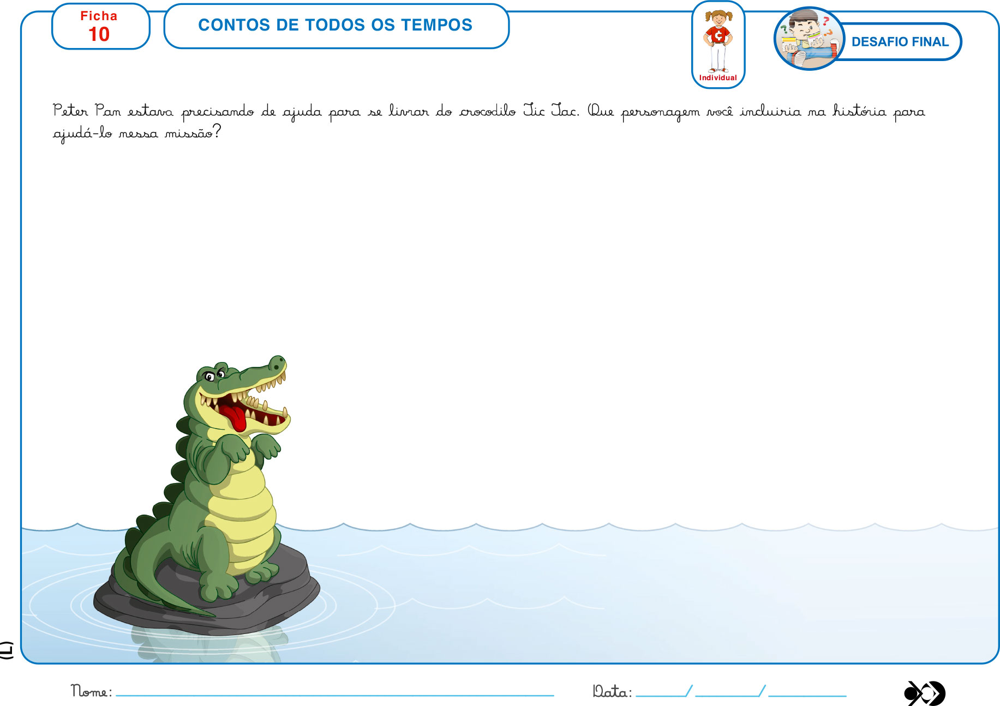 Ficha
10
CONTOS DE TODOS OS TEMPOS
Individual
DESAFIO FINAL
Peter Pan estava precisando de ajuda para se livrar do crocodilo Tic Tac. Que personagem você incluiria na história para
ajudá-lo nessa missão?
(L)
Nome:
Data: / /